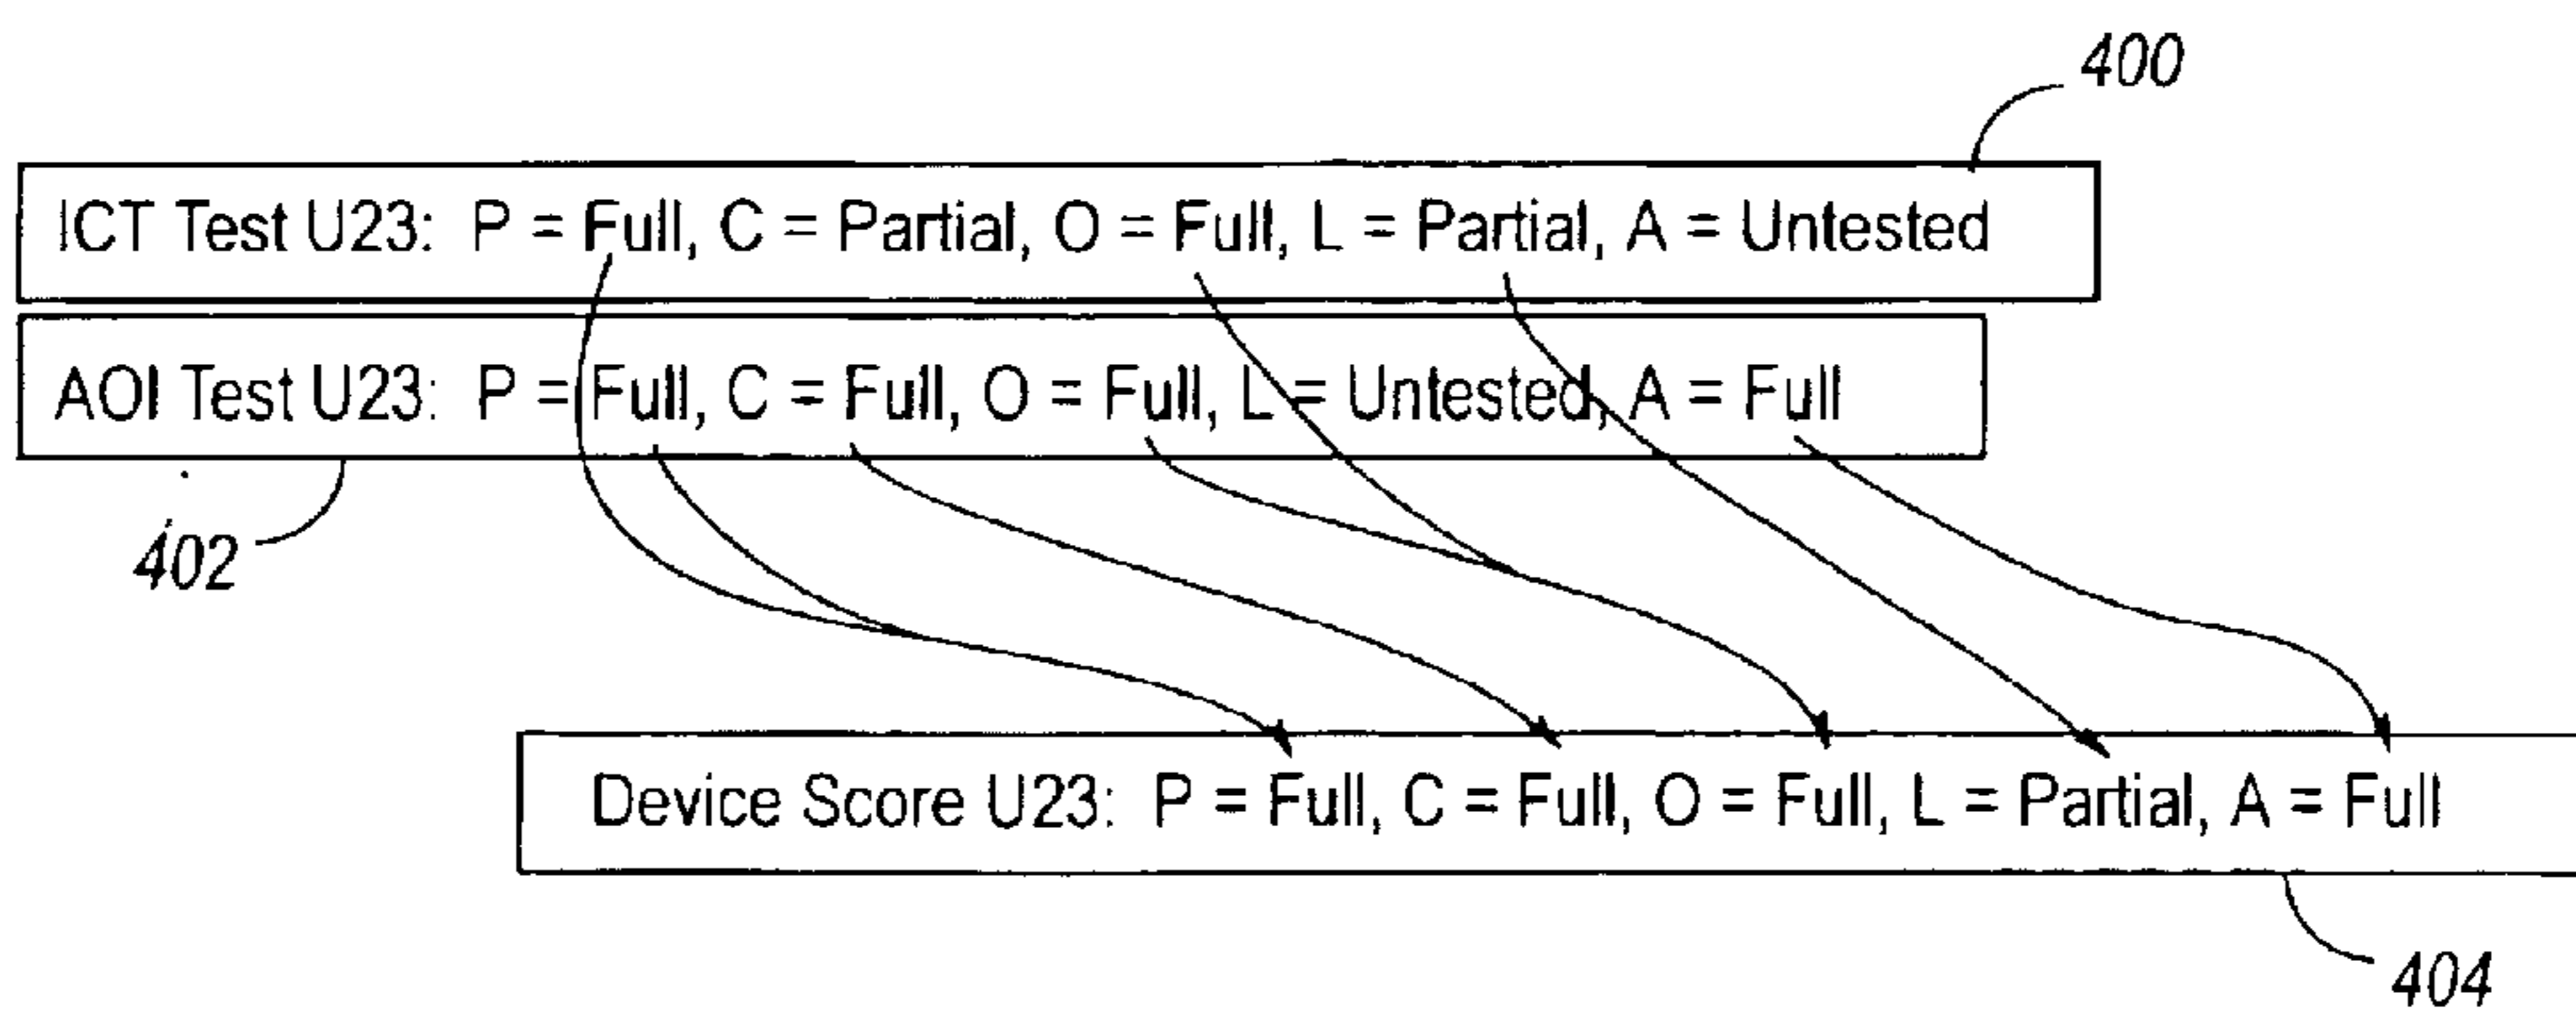 400
ICT Test U23: P = Full, C = Partial, O = Full, L = Partial, A = Untested
AOI Test U23: P = Full, C = Full, O = Full, L = Untested, A = Full
402
Device Score U23: P = Full, C = Full, O = Full, L = Partial, A = Full
404